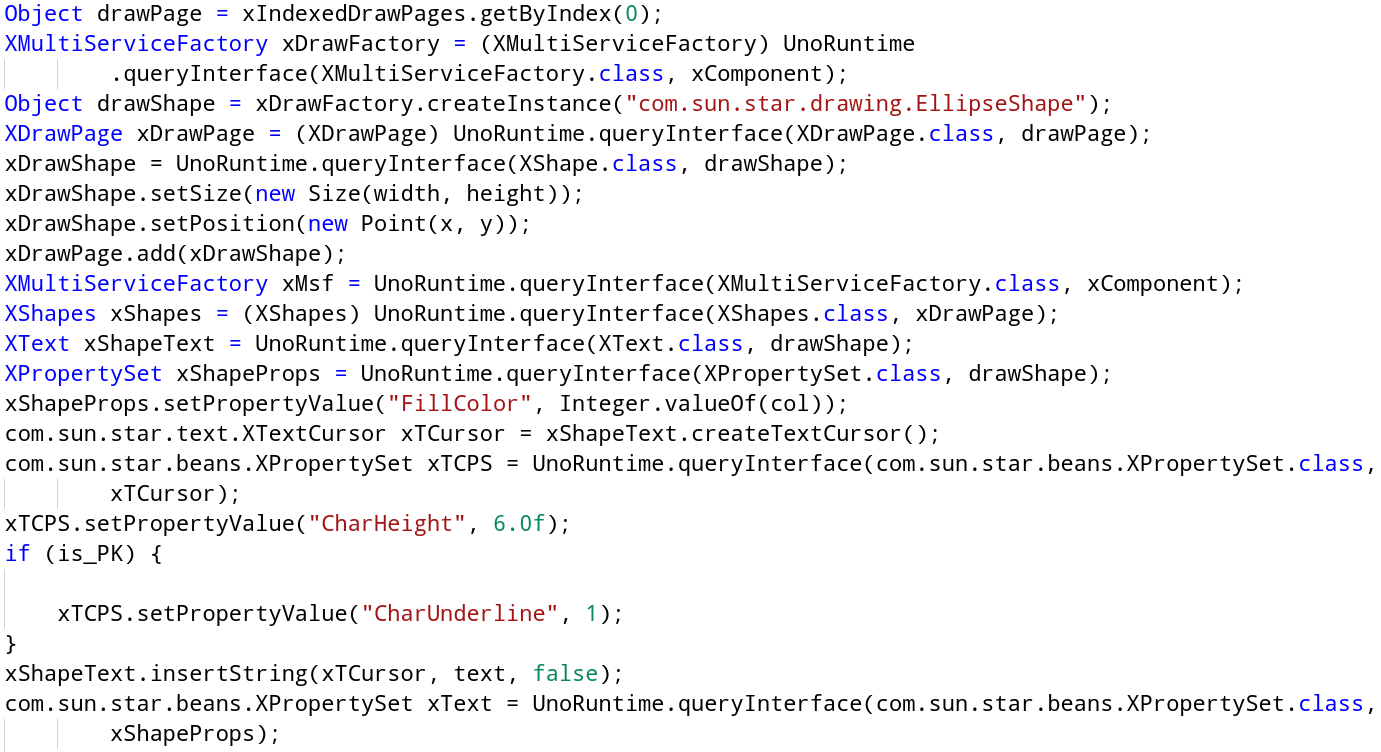 Object drawPage = xIndexedDrawPages.getByIndex(0);
XMultiServiceFactory xDrawFactory = (XMultiServiceFactory) UnoRuntime
        .queryInterface(XMultiServiceFactory.class, xComponent);
Object drawShape = xDrawFactory.createInstance("com.sun.star.drawing.EllipseShape");
XDrawPage xDrawPage = (XDrawPage) UnoRuntime.queryInterface(XDrawPage.class, drawPage);
xDrawShape = UnoRuntime.queryInterface(XShape.class, drawShape);
xDrawShape.setSize(new Size(width, height));
xDrawShape.setPosition(new Point(x, y));
xDrawPage.add(xDrawShape);
XMultiServiceFactory xMsf = UnoRuntime.queryInterface(XMultiServiceFactory.class, xComponent);
XShapes xShapes = (XShapes) UnoRuntime.queryInterface(XShapes.class, xDrawPage);
XText xShapeText = UnoRuntime.queryInterface(XText.class, drawShape);
XPropertySet xShapeProps = UnoRuntime.queryInterface(XPropertySet.class, drawShape);
xShapeProps.setPropertyValue("FillColor", Integer.valueOf(col));
com.sun.star.text.XTextCursor xTCursor = xShapeText.createTextCursor();
com.sun.star.beans.XPropertySet xTCPS = UnoRuntime.queryInterface(com.sun.star.beans.XPropertySet.class,
        xTCursor);
xTCPS.setPropertyValue("CharHeight", 6.0f);
if (is_PK) {

    xTCPS.setPropertyValue("CharUnderline", 1);
}
xShapeText.insertString(xTCursor, text, false);
com.sun.star.beans.XPropertySet xText = UnoRuntime.queryInterface(com.sun.star.beans.XPropertySet.class,
        xShapeProps);